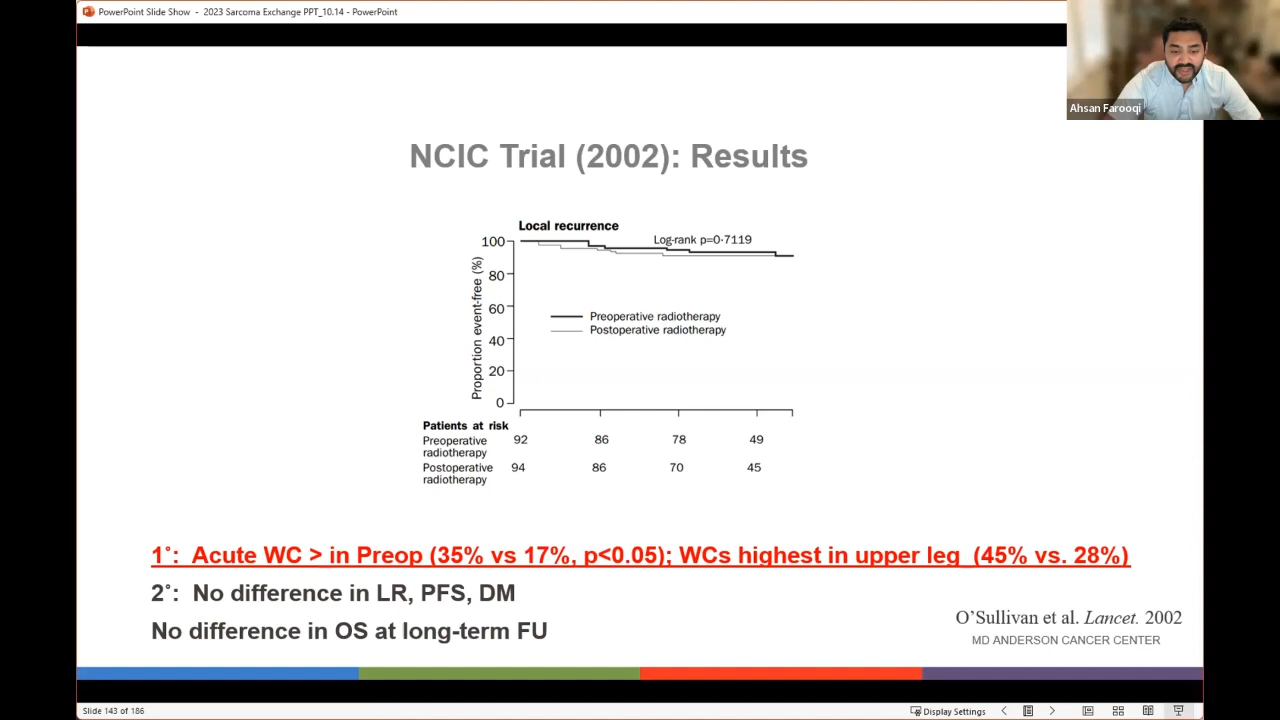 PowerPoint Slide Show - 2023 Sarcoma Exchange PPT_10.14 - PowerPoint
Ahsan Farooqi
NCIC Trial (2002): Results
Local recurrence
Log-rank p=0·7119
Proportion event-free (%)
100
80
60
40
20
0
Preoperative radiotherapy
Postoperative radiotherapy
Patients at risk
Preoperative radiotherapy 92 86 78 49
Postoperative radiotherapy 94 86 70 45
1˚: Acute WC > in Preop (35% vs 17%, p<0.05); WCs highest in upper leg (45% vs. 28%)
2˚: No difference in LR, PFS, DM
No difference in OS at long-term FU
O’Sullivan et al. Lancet. 2002
MD ANDERSON CANCER CENTER
Slide 143 of 186
Display Settings